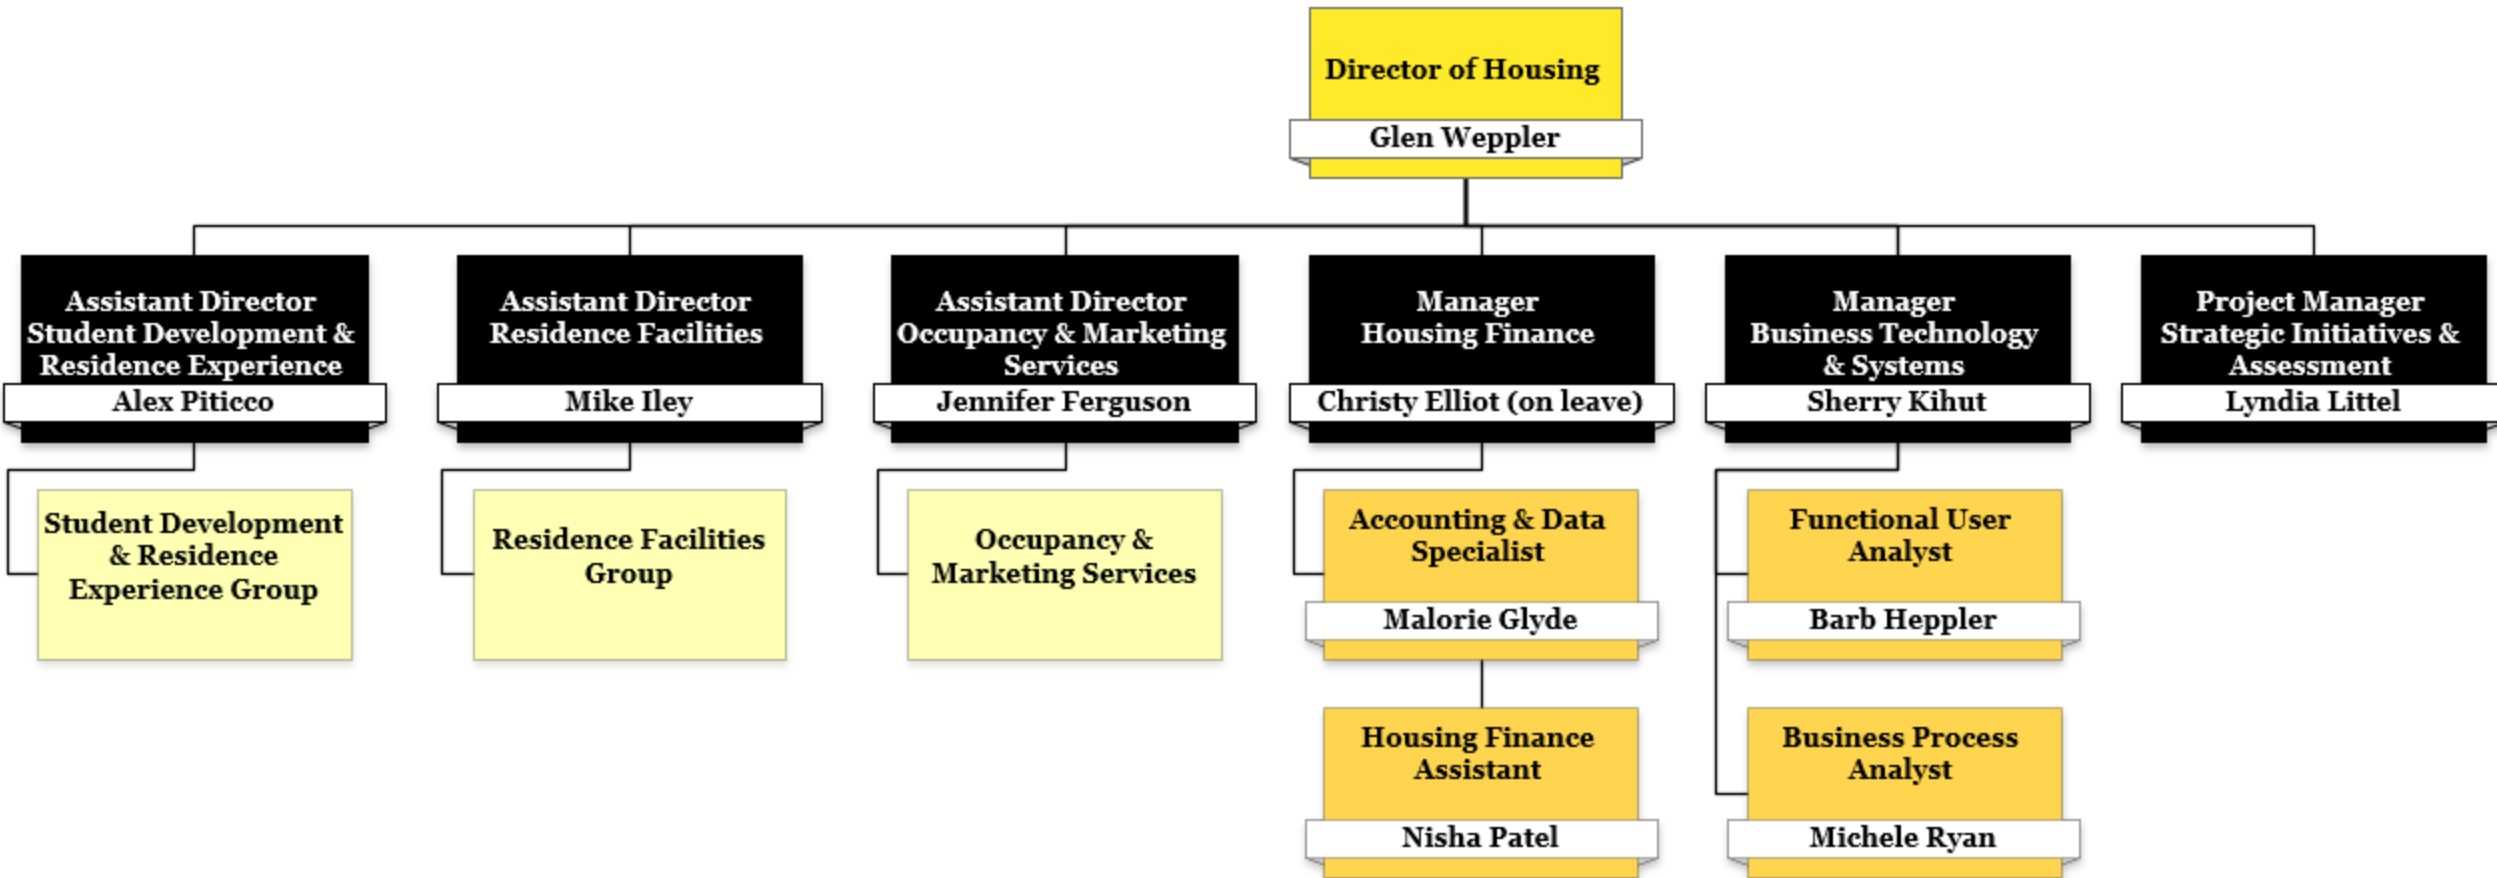 Director of Housing
Glen Weppler
Assistant Director
Student Development &
Residence Experience
Alex Piticco
Assistant Director
Residence Facilities
Mike Iley
Assistant Director
Occupancy & Marketing
Services
Jennifer Ferguson
Manager
Housing Finance
Christy Elliot (on leave)
Manager
Business Technology
& Systems
Sherry Kihut
Project Manager
Strategic Initiatives &
Assessment
Lyndia Littel
Student Development
& Residence
Experience Group
Residence Facilities
Group
Occupancy &
Marketing Services
Accounting & Data
Specialist
Malorie Glyde
Functional User
Analyst
Barb Heppler
Housing Finance
Assistant
Nisha Patel
Business Process
Analyst
Michele Ryan